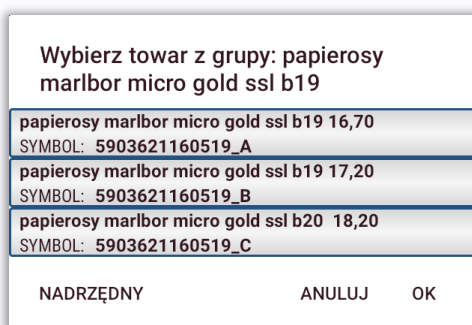 Wybierz towar z grupy: papierosy
marlbor micro gold ssl b19
papierosy marlbor micro gold ssl b19 16,70
SYMBOL: 5903621160519_A
papierosy marlbor micro gold ssl b19 17,20
SYMBOL: 5903621160519_B
papierosy marlbor micro gold ssl b20 18,20
SYMBOL: 5903621160519_C
NADRZĘDNY ANULUJ OK